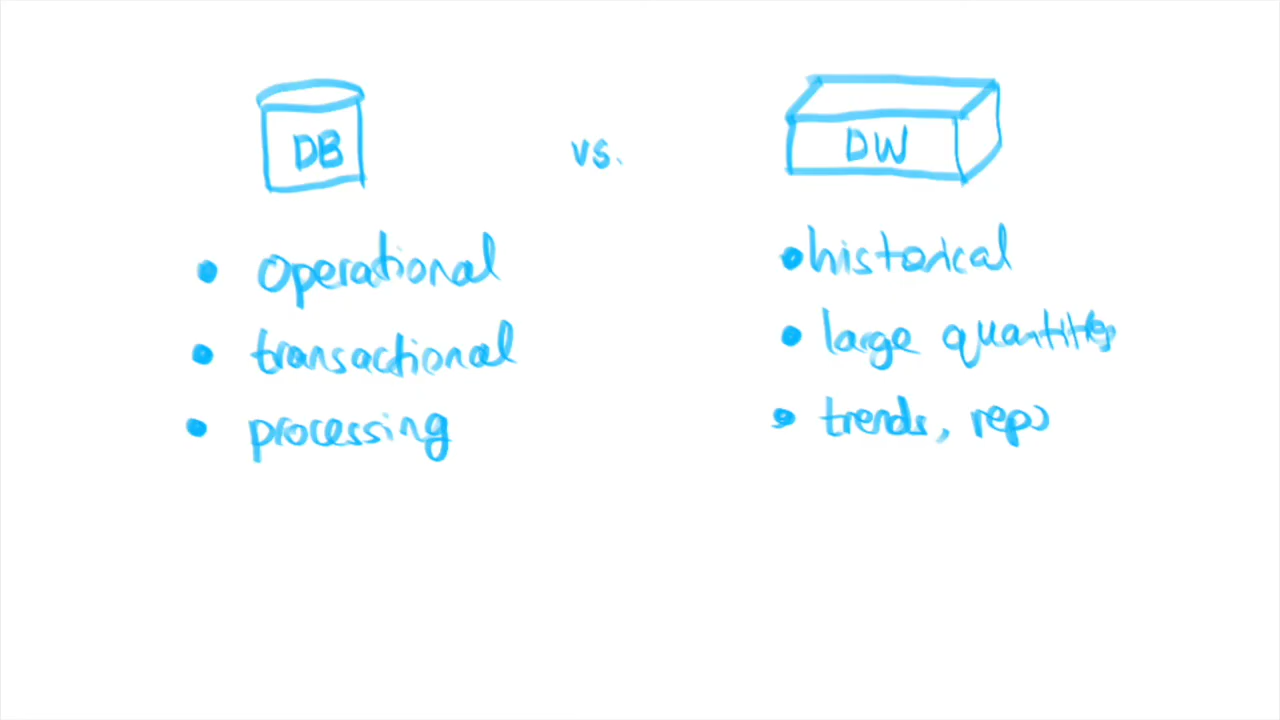 DB vs. DW
• operational
• transactional
• processing
• historical
• large quantities
• trends, repo